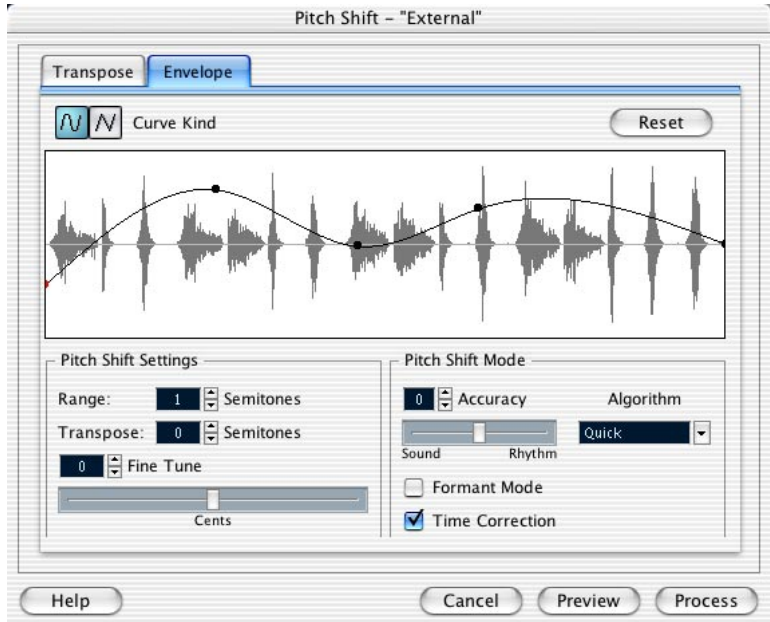 Pitch Shift – "External"
Transpose
Envelope
Curve Kind
Reset
Pitch Shift Settings
Range: 1 Semitones
Transpose: 0 Semitones
0 Fine Tune
Cents
Pitch Shift Mode
0 Accuracy
Algorithm
Quick
Sound
Rhythm
Formant Mode
Time Correction
Help
Cancel
Preview
Process